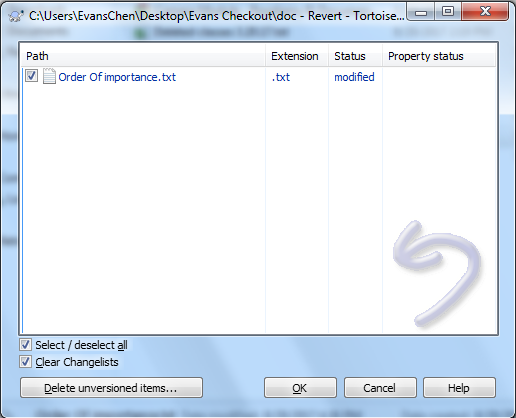 C:\Users\EvansChen\Desktop\Evans Checkout\doc - Revert - Tortoise...
Path Extension Status Property status
Order Of importance.txt .txt modified
Select / deselect all
Clear Changelists
Delete unversioned items... OK Cancel Help